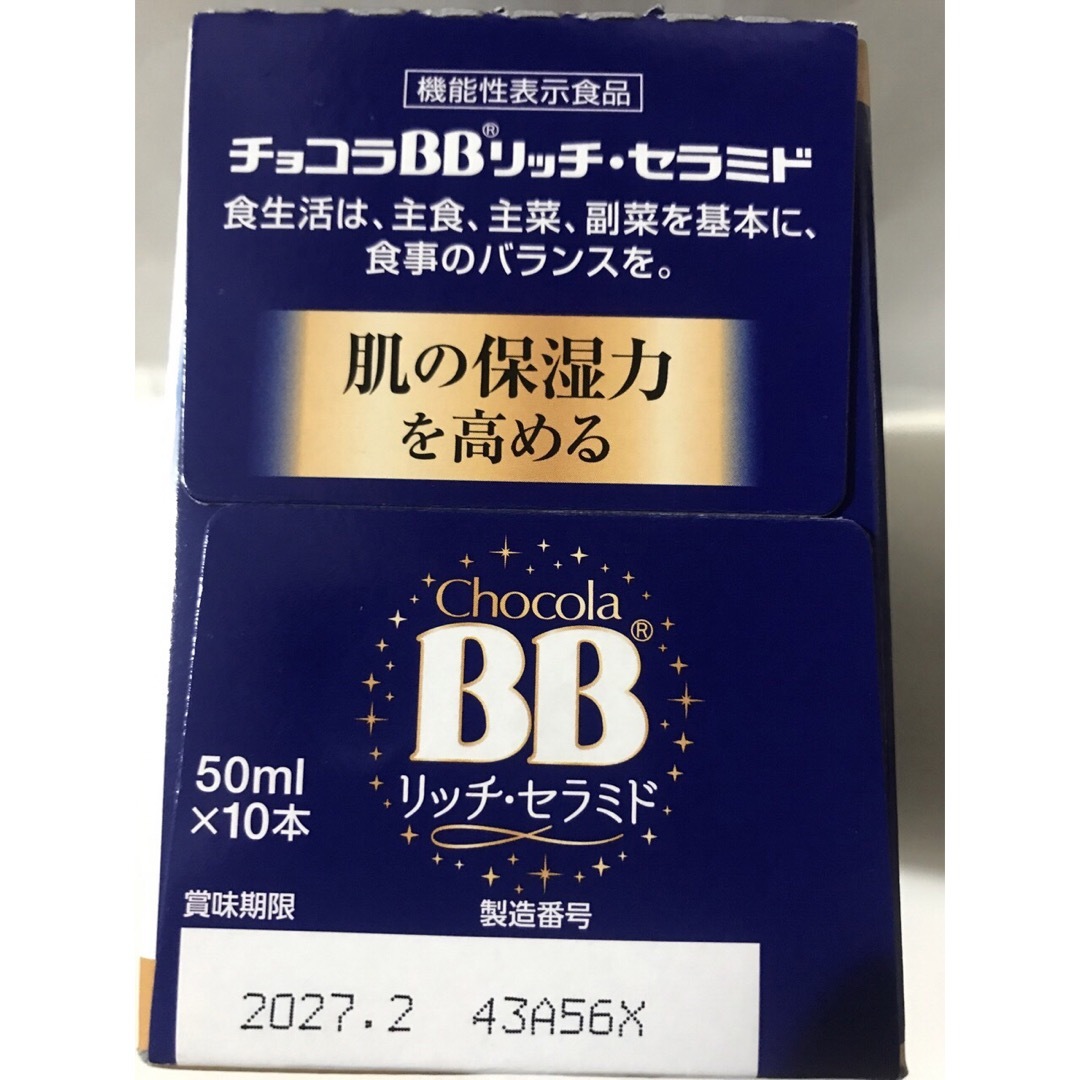 機能性表示食品
チョコラBB®リッチ・セラミド
食生活は、主食、主菜、副菜を基本に、
食事のバランスを。
肌の保湿力
を高める
Chocola
BB®
リッチ・セラミド
50ml
×10本
賞味期限 製造番号
2027.2 43A56X